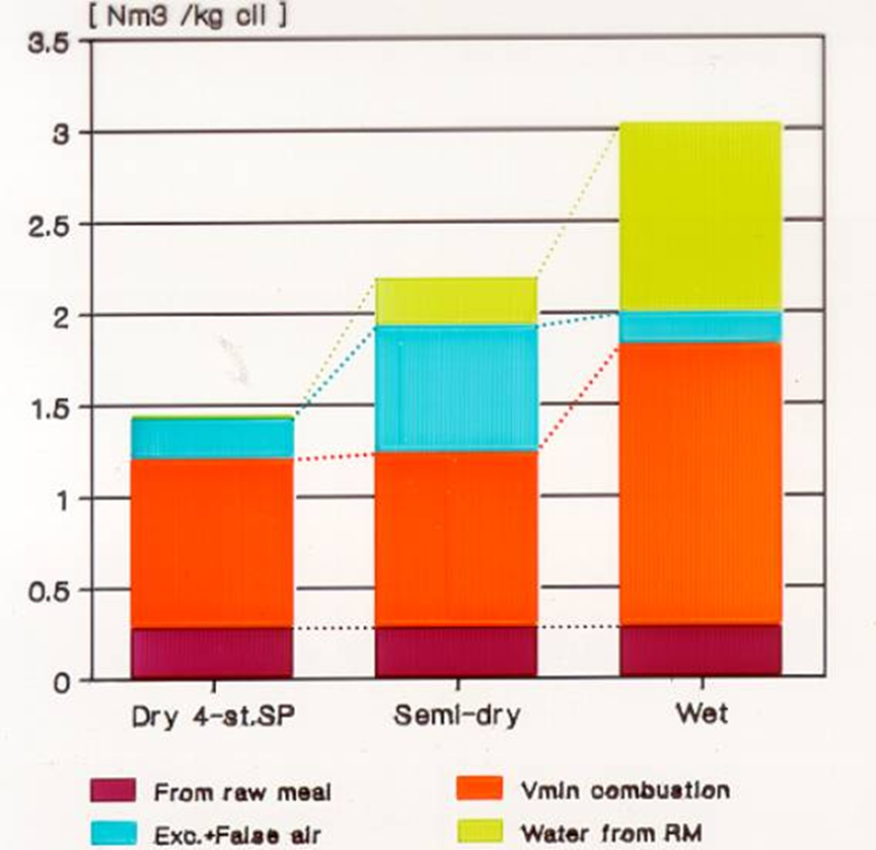 [ Nm3 /kg cli ]
3.5
3
2.5
2
1.5
1
0.5
0
Dry 4-st.SP Semi-dry Wet
From raw meal Vmin combustion
Exc.+False air Water from RM